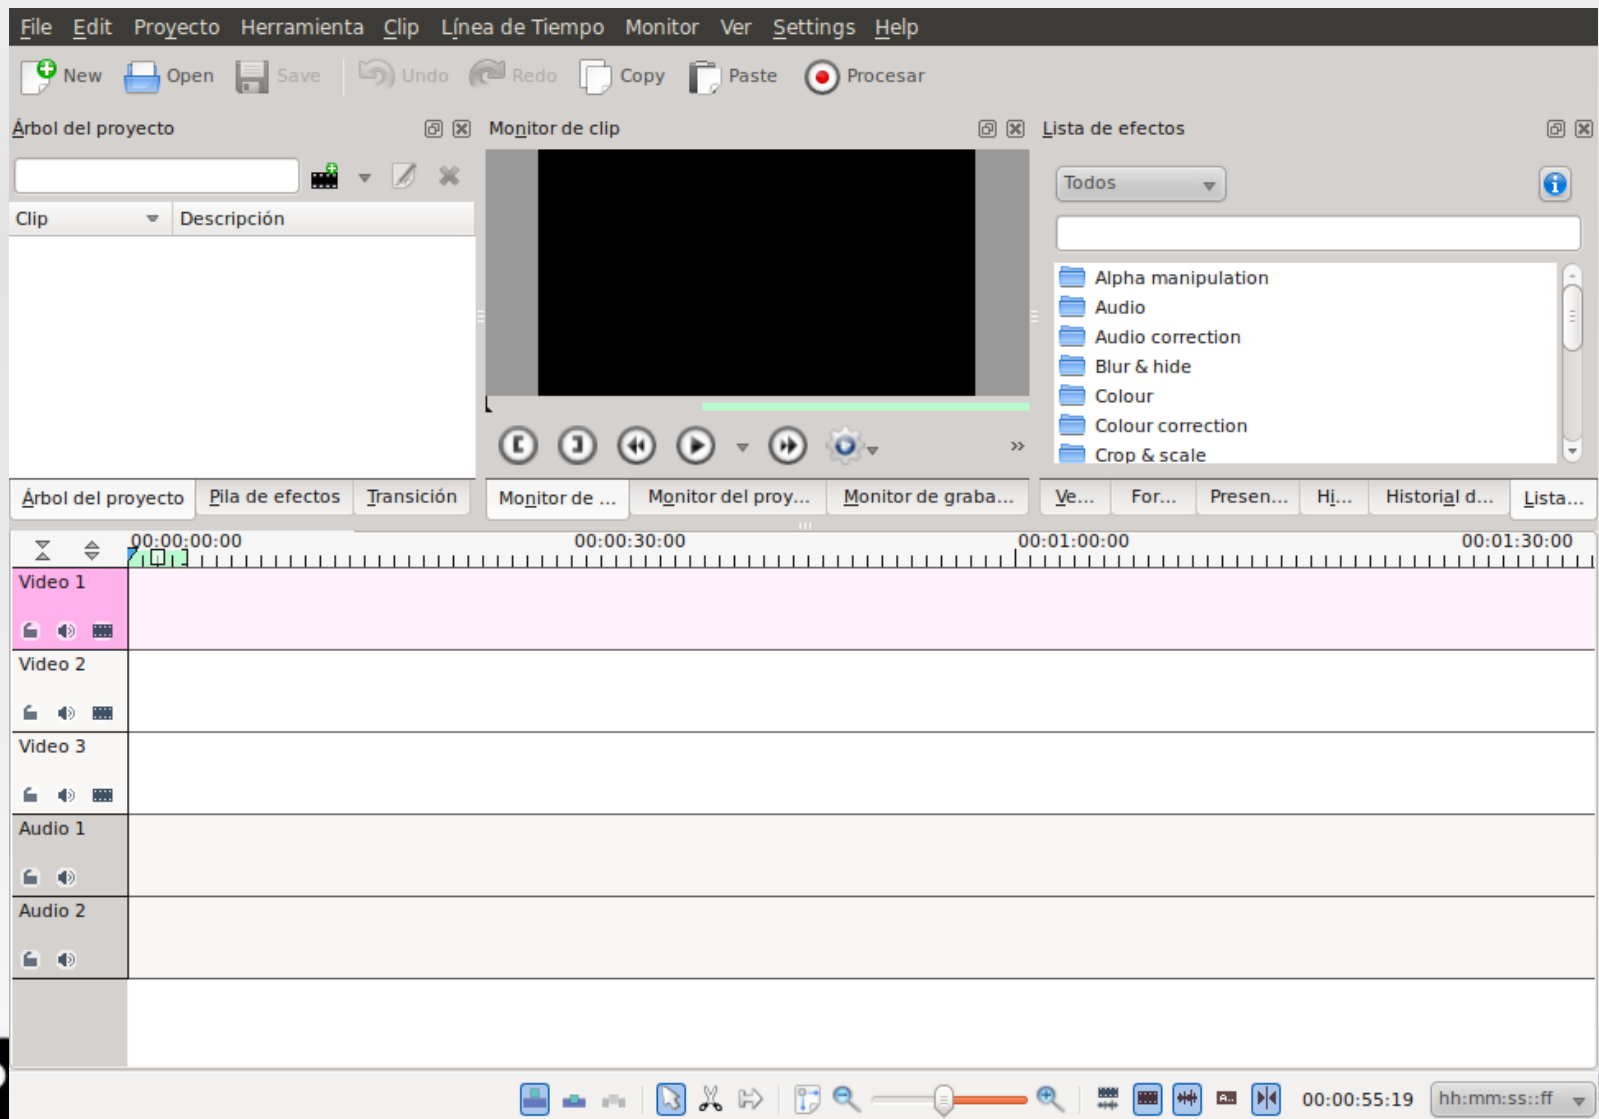 File Edit Proyecto Herramienta Clip Línea de Tiempo Monitor Ver Settings Help
New Open Save Undo Redo Copy Paste Procesar
Árbol del proyecto
Monitor de clip
Lista de efectos
Todos
Clip Descripción
Alpha manipulation
Audio
Audio correction
Blur & hide
Colour
Colour correction
Crop & scale
Árbol del proyecto Pila de efectos Transición Monitor de ... Monitor del proy... Monitor de graba... Ve... For... Presen... Hi... Historial d... Lista...
00:00:00:00 00:00:30:00 00:01:00:00 00:01:30:00
Video 1
Video 2
Video 3
Audio 1
Audio 2
A.. 00:00:55:19 hh:mm:ss::ff